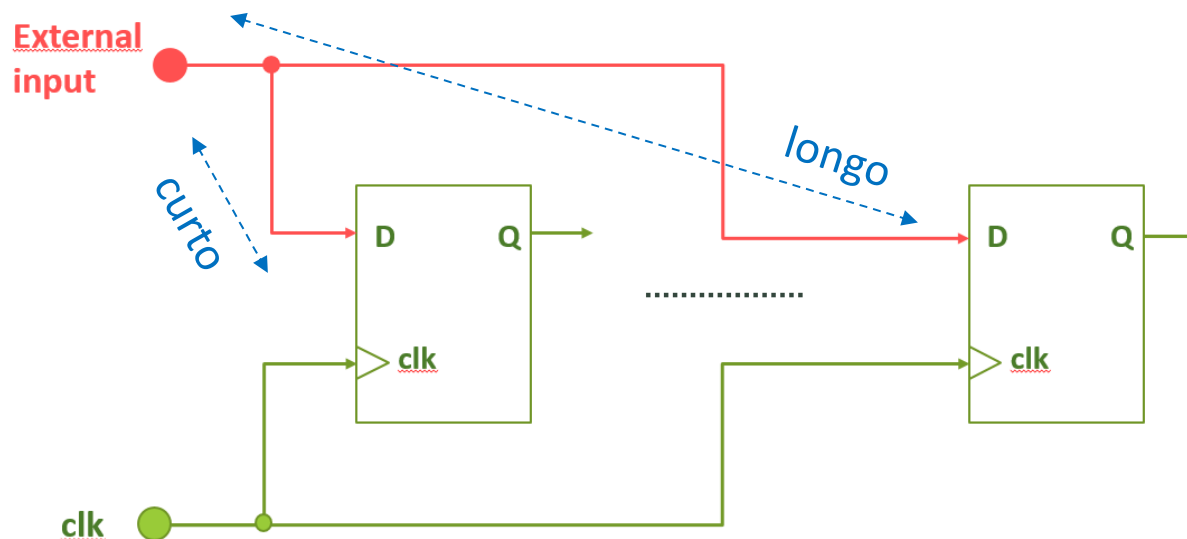 External
input
longo
curto
D
Q
D
Q
clk
clk
clk